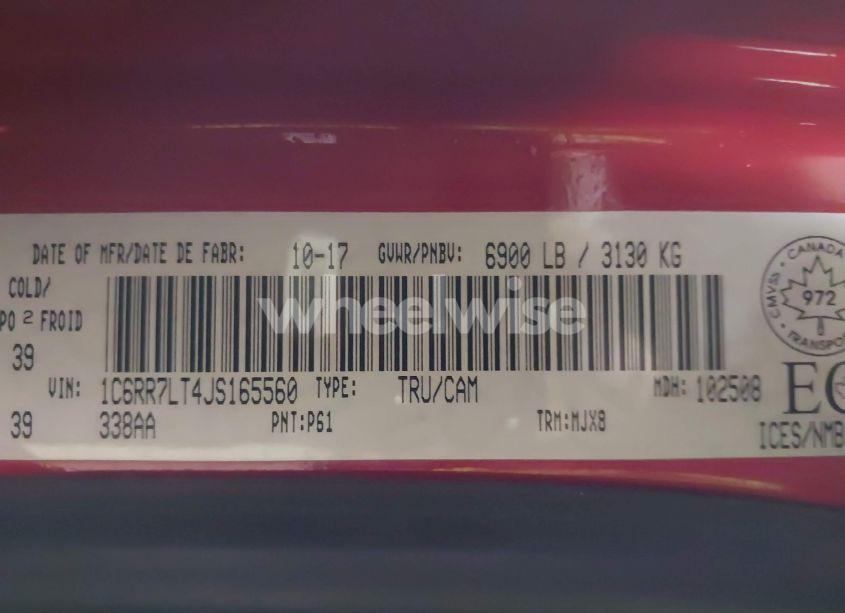 DATE OF MFR/DATE DE FABR: 10-17 GVWR/PNBV: 6900 LB / 3130 KG
COLD/
PO 2 FROID
39
wheelwise
CMVSS · CANADA
972
TRANSPO
VIN: 1C6RR7LT4JS165560 TYPE: TRU/CAM MDH: 102508
39 338AA PNT:P61 TRM:MJX8
ICES/NMB